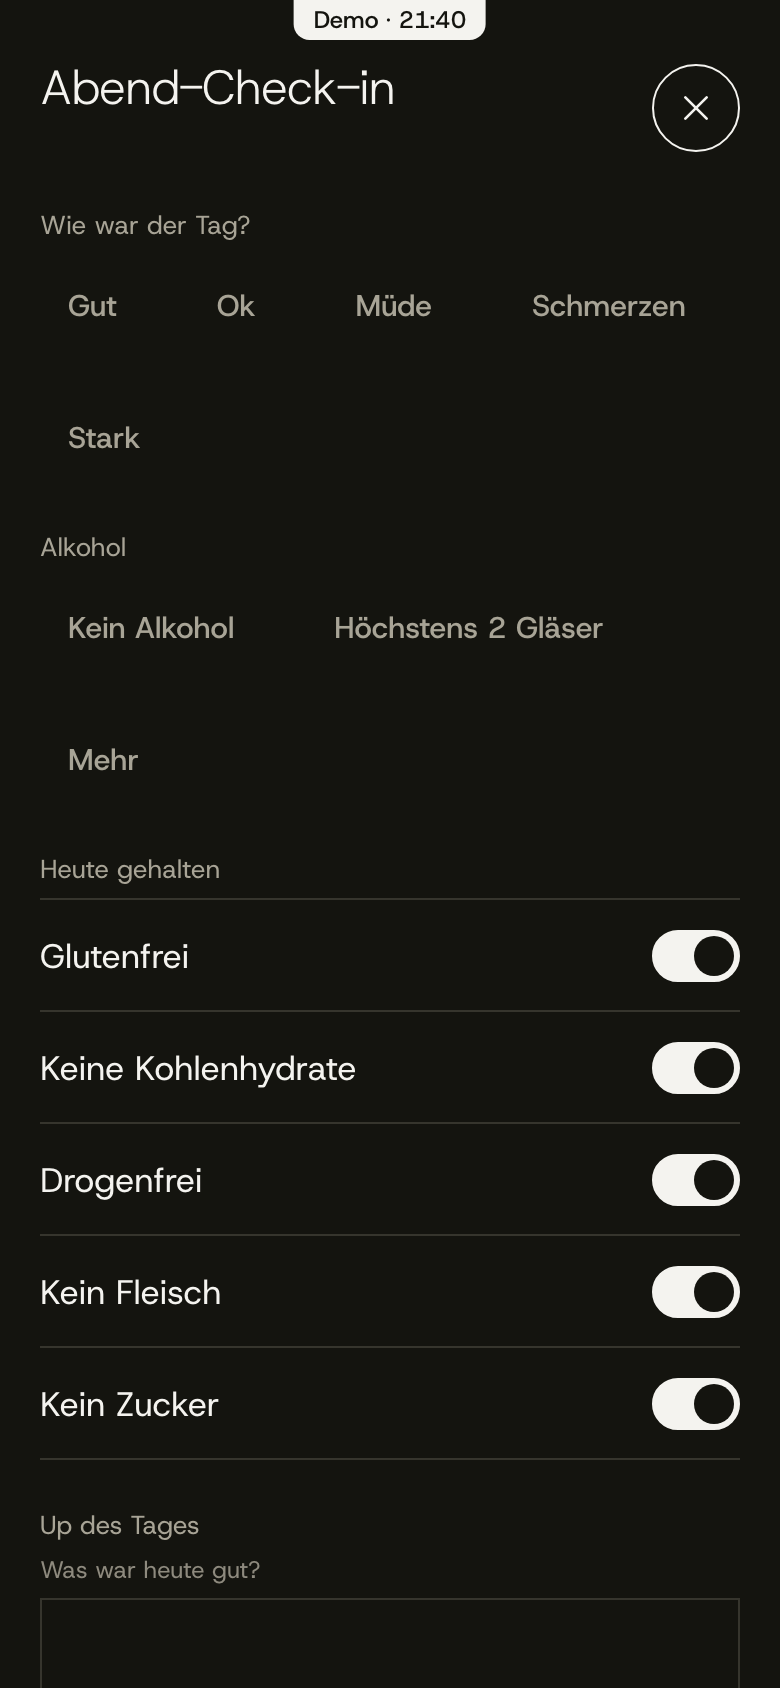 Demo · 21:40
Abend-Check-in
Wie war der Tag?
Gut Ok Müde Schmerzen
Stark
Alkohol
Kein Alkohol Höchstens 2 Gläser
Mehr
Heute gehalten
Glutenfrei
Keine Kohlenhydrate
Drogenfrei
Kein Fleisch
Kein Zucker
Up des Tages
Was war heute gut?